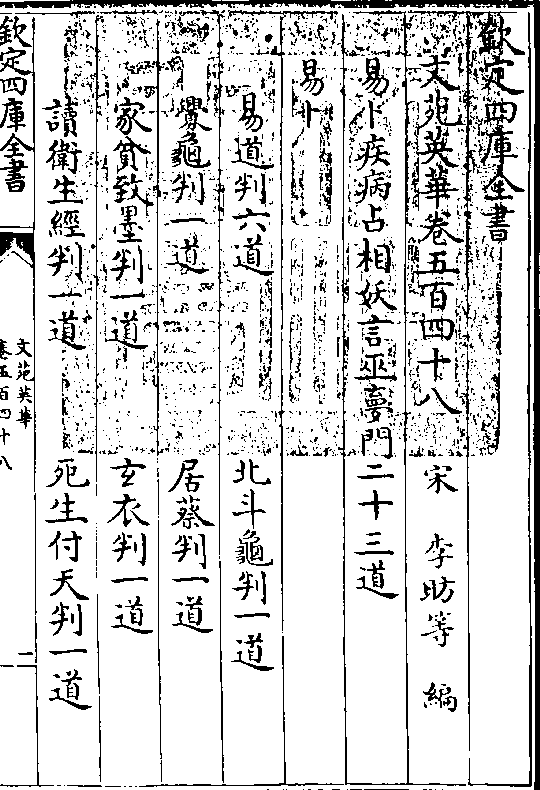 欽定四庫全書
文苑英華卷五百四十八
宋 李昉等 編
易卜疾病占相妖言巫夢門二十三道
易卜
易道判六道 北斗龜判一道
釁龜判一道 居蔡判一道
家貧致墨判一道 玄衣判一道
讀衛生經判一道 死生付天判一道
欽定四庫全書
文苑英華
卷五百四十八